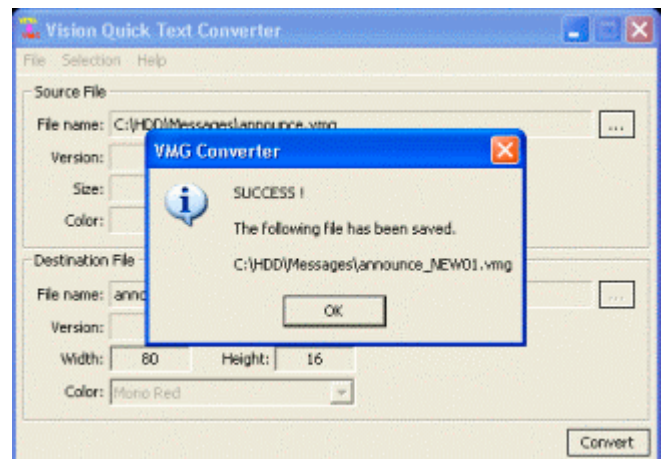 Vision Quick Text Converter
File Selection Help
Source File
File name: C:\HDD\Messages\announce.vmg
...
Version:
Size:
Color:
VMG Converter
SUCCESS !
The following file has been saved.
C:\HDD\Messages\announce_NEW01.vmg
OK
Destination File
File name: anno
...
Version:
Width: 80 Height: 16
Color: Mono Red
Convert